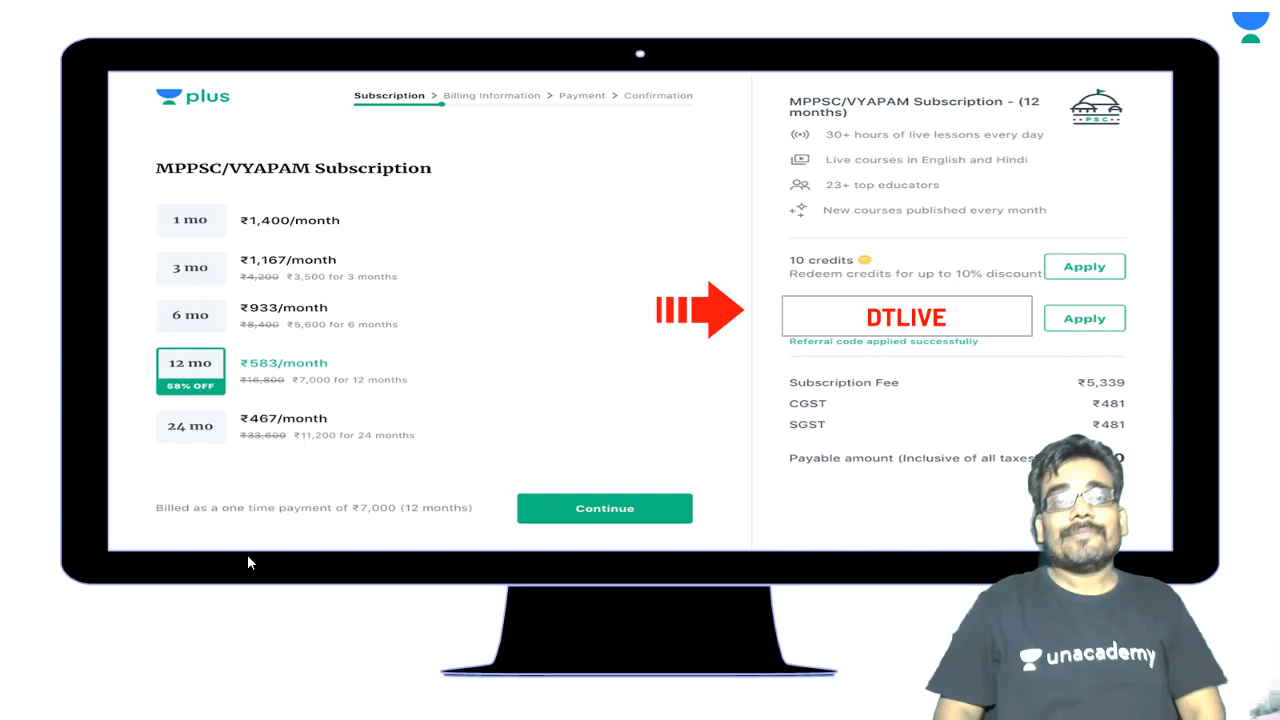 plus
Subscription > Billing Information > Payment > Confirmation
MPPSC/VYAPAM Subscription
1 mo ₹1,400/month
3 mo ₹1,167/month
₹4,200 ₹3,500 for 3 months
6 mo ₹933/month
₹8,400 ₹5,600 for 6 months
12 mo ₹583/month
58% OFF ₹16,800 ₹7,000 for 12 months
24 mo ₹467/month
₹33,600 ₹11,200 for 24 months
Billed as a one time payment of ₹7,000 (12 months)
Continue
MPPSC/VYAPAM Subscription - (12
months)
PSC
30+ hours of live lessons every day
Live courses in English and Hindi
23+ top educators
New courses published every month
10 credits
Redeem credits for up to 10% discount
Apply
DTLIVE
Apply
Referral code applied successfully
Subscription Fee ₹5,339
CGST ₹481
SGST ₹481
Payable amount (Inclusive of all taxes
unacademy